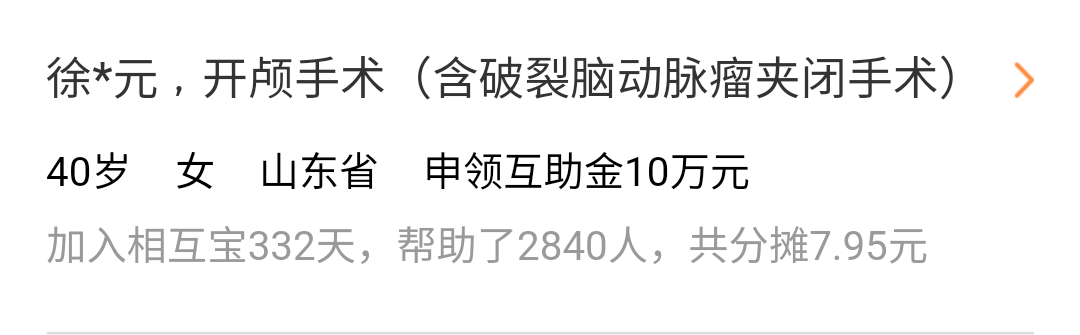 徐*元，开颅手术（含破裂脑动脉瘤夹闭手术）
40岁 女 山东省 申领互助金10万元
加入相互宝332天，帮助了2840人，共分摊7.95元